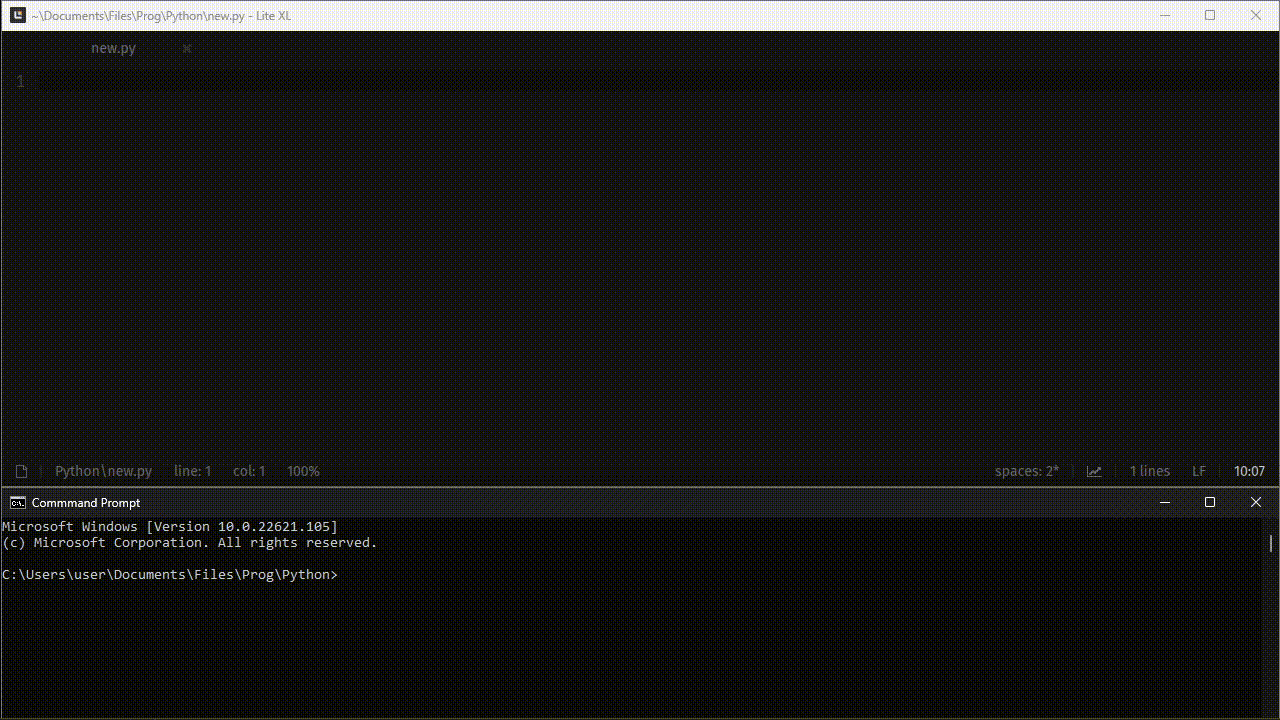 ~\Documents\Files\Prog\Python\new.py - Lite XL
new.py
1
Python\new.py line: 1 col: 1 100% spaces: 2* 1 lines LF 10:07
Commmand Prompt
Microsoft Windows [Version 10.0.22621.105]
(c) Microsoft Corporation. All rights reserved.
C:\Users\user\Documents\Files\Prog\Python>